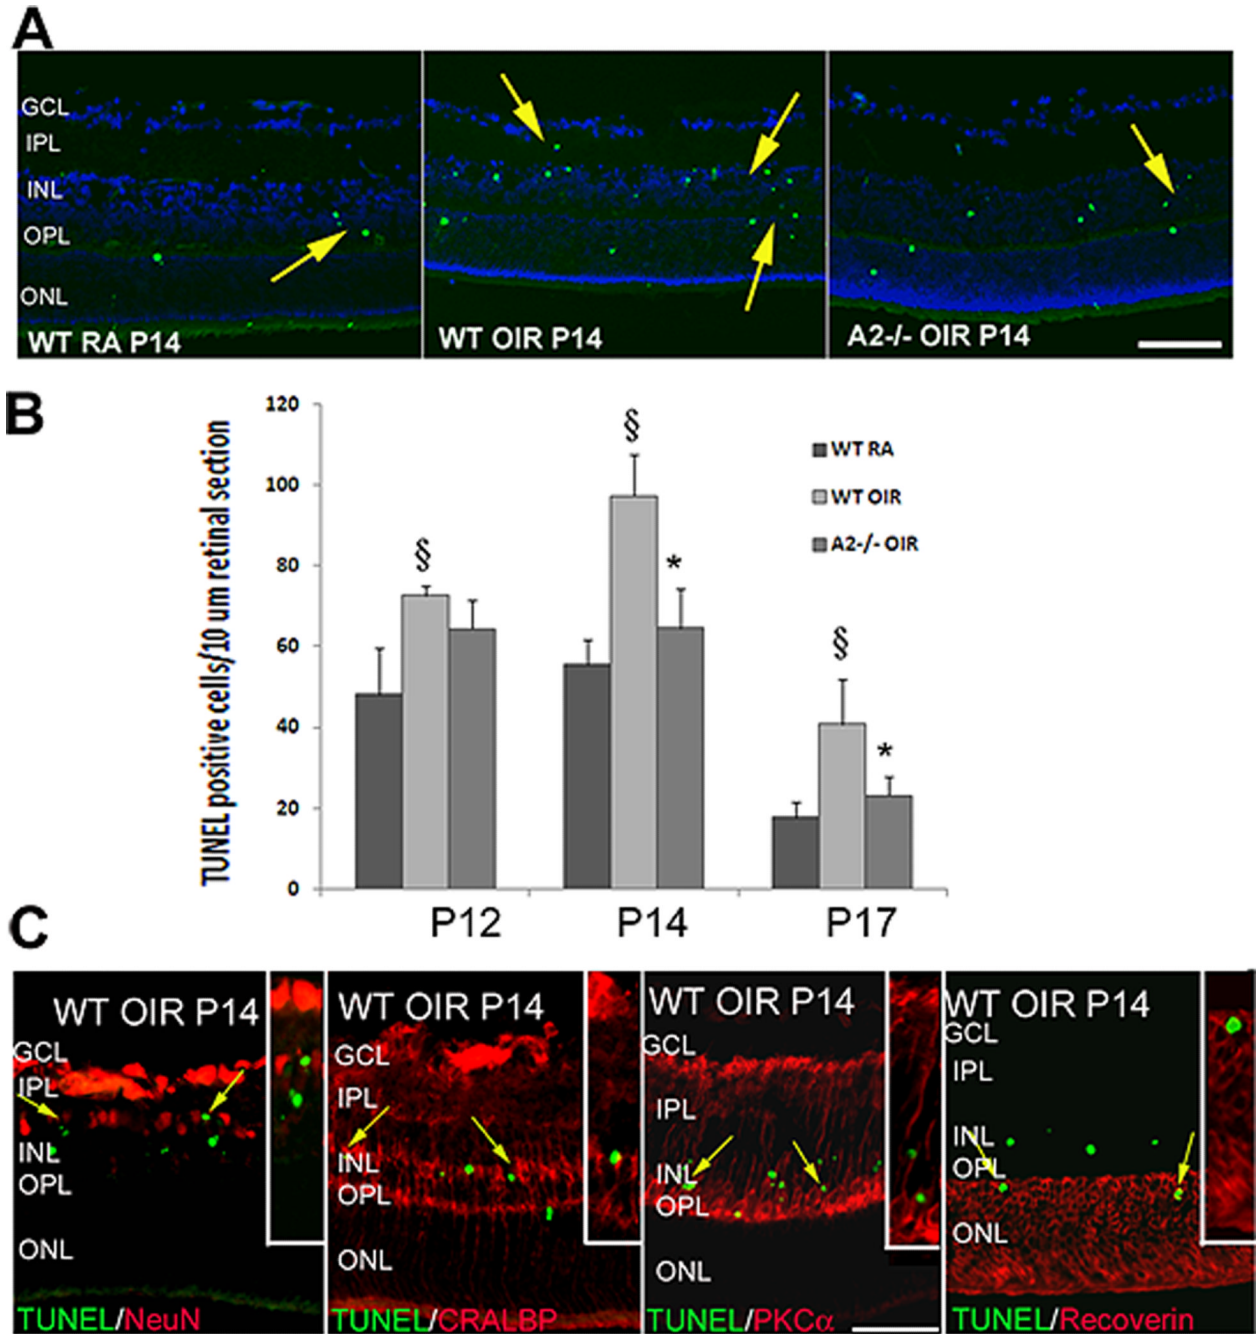 A
GCL
IPL
INL
OPL
ONL
WT RA P14
WT OIR P14
A2-/- OIR P14
B
TUNEL positive cells/10 um retinal section
120
100
80
60
40
20
0
§
§
*
§
*
WT RA
WT OIR
A2-/- OIR
P12
P14
P17
C
WT OIR P14
GCL
IPL
INL
OPL
ONL
TUNEL/NeuN
WT OIR P14
GCL
IPL
INL
OPL
ONL
TUNEL/CRALBP
WT OIR P14
GCL
IPL
INL
OPL
ONL
TUNEL/PKCα
WT OIR P14
GCL
IPL
INL
OPL
ONL
TUNEL/Recoverin